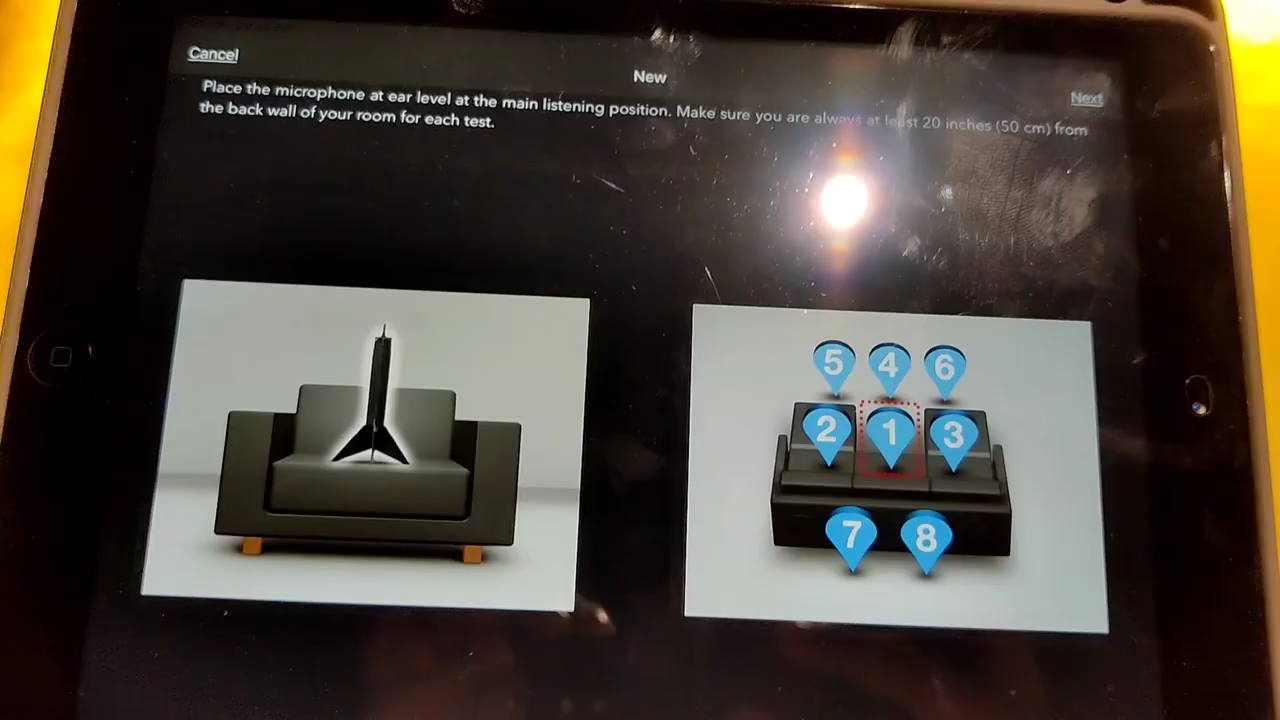 Cancel
New
Next
Place the microphone at ear level at the main listening position. Make sure you are always at least 20 inches (50 cm) from
the back wall of your room for each test.
5 4 6
2 1 3
7 8